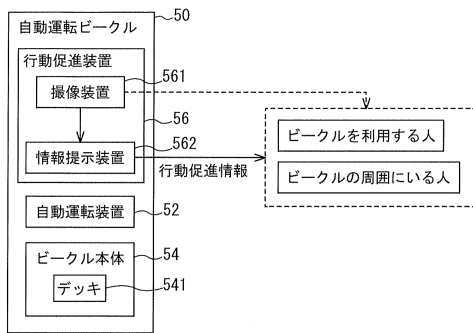 自動運転ビークル
50
行動促進装置
撮像装置
561
56
情報提示装置
562
行動促進情報
ビークルを利用する人
ビークルの周囲にいる人
自動運転装置
52
ビークル本体
54
デッキ
541